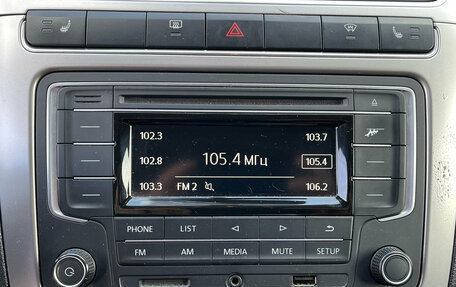 102.3
103.7
102.8
105.4 МГц
105.4
103.3
FM 2
106.2
PHONE
LIST
SETUP
FM
AM
MEDIA
MUTE